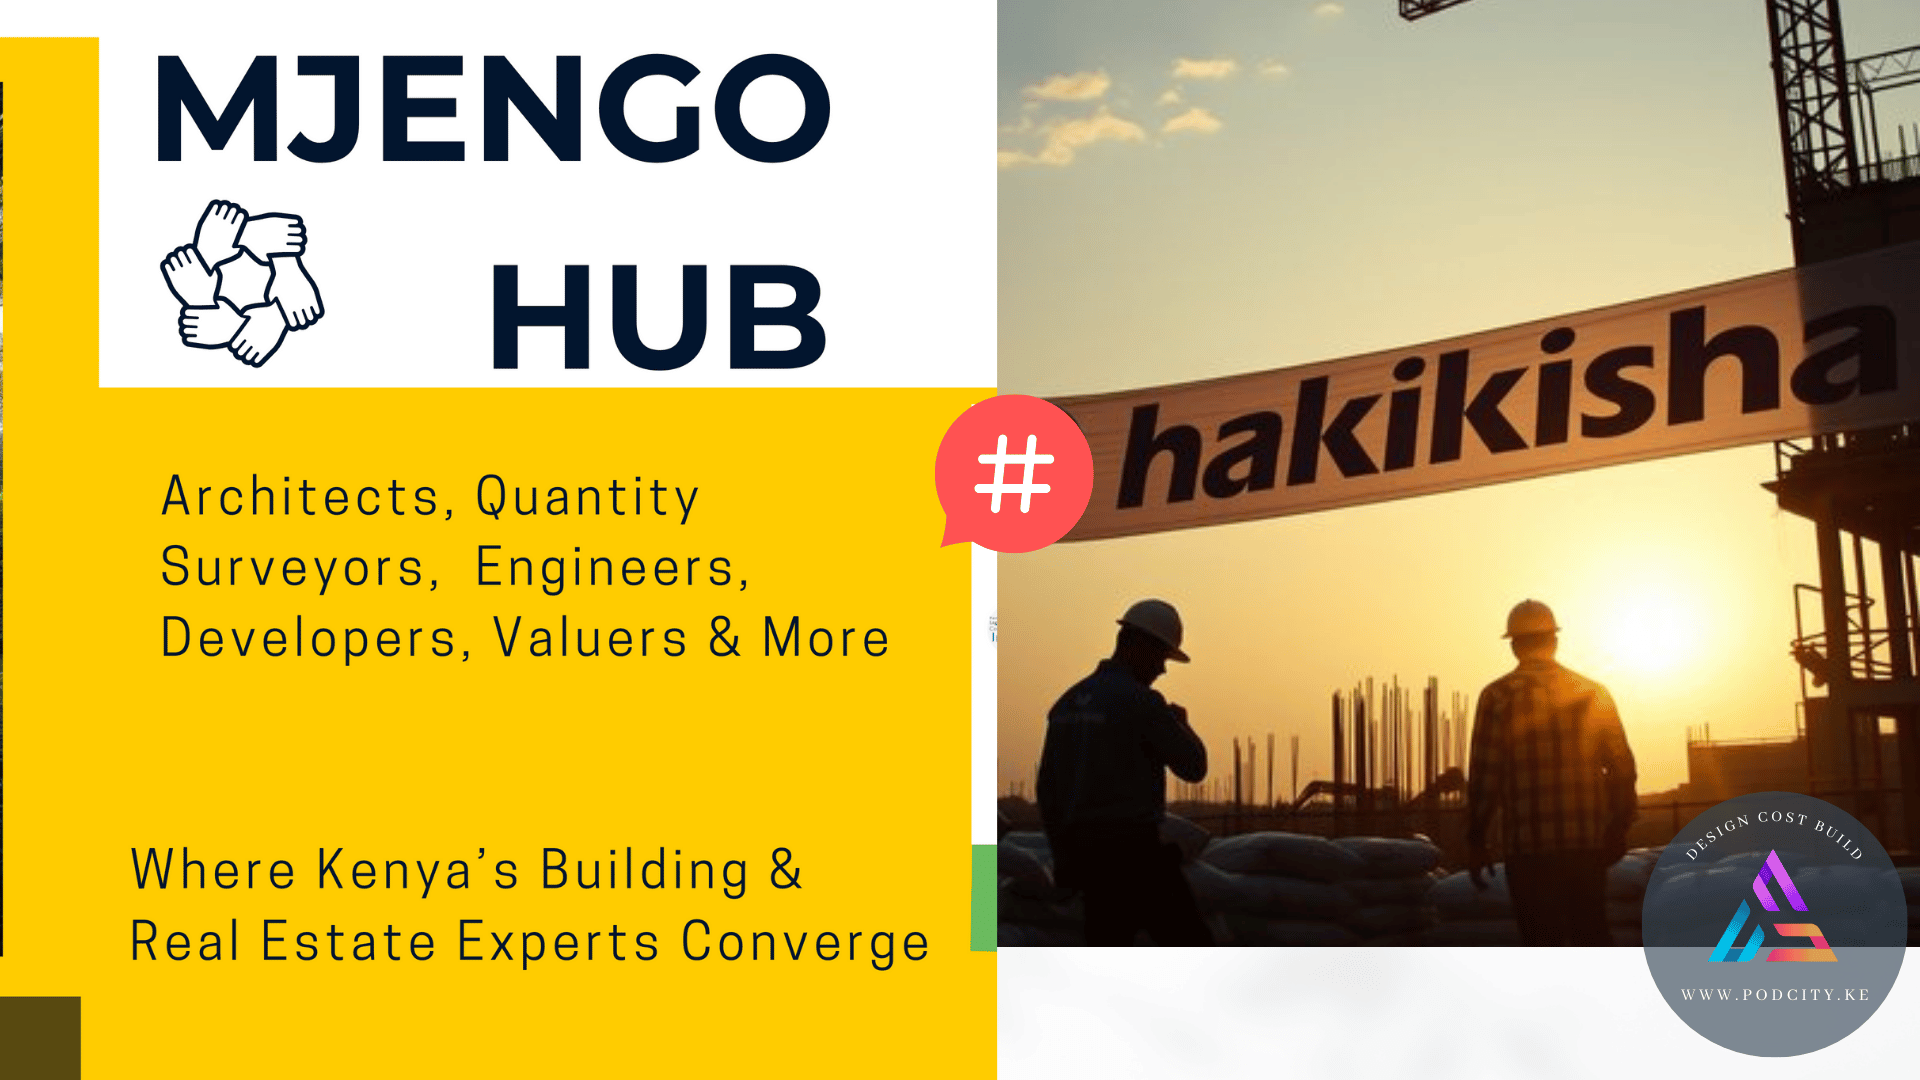 MJENGO
HUB
Architects, Quantity
Surveyors, Engineers,
Developers, Valuers & More
Where Kenya’s Building &
Real Estate Experts Converge
#
hakikisha
DESIGN COST BUILD
WWW.PODCITY.KE